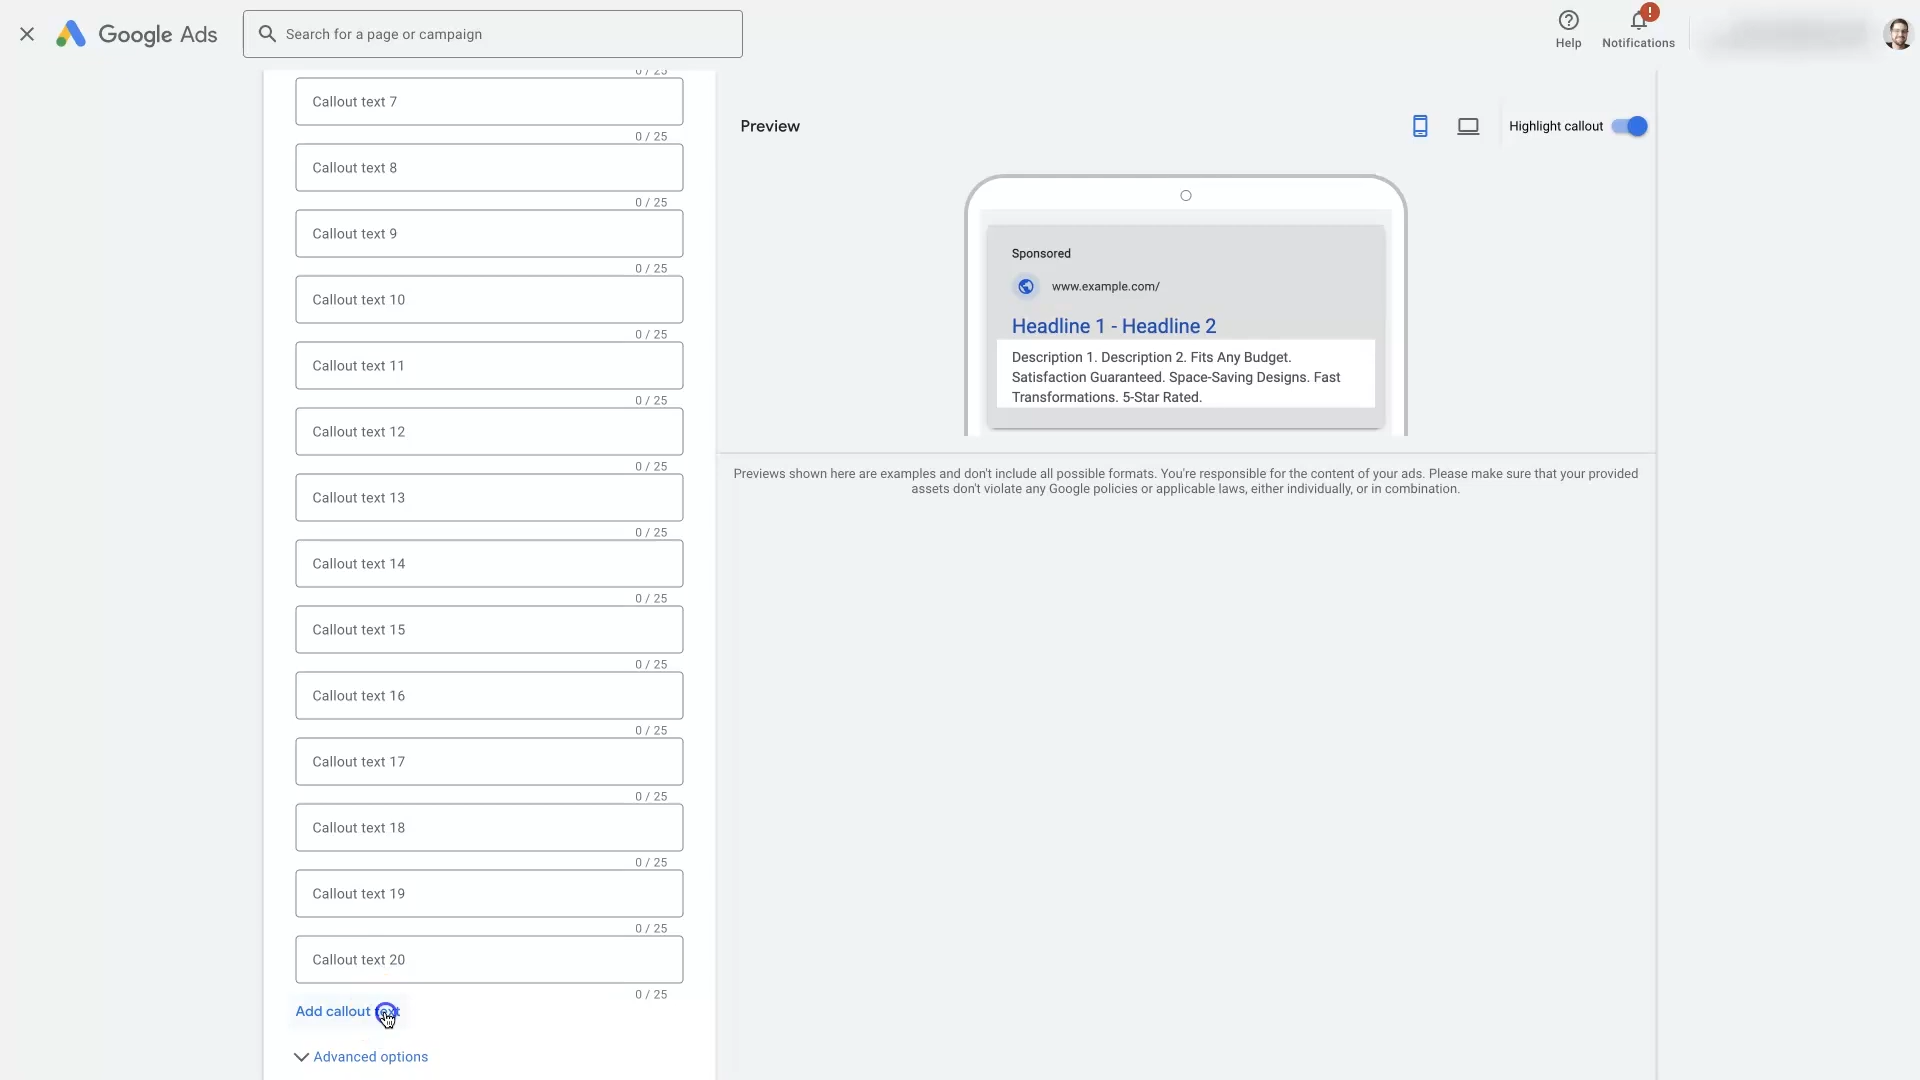 Google Ads
Search for a page or campaign
Help
Notifications
!
0 / 25
Callout text 7
0 / 25
Callout text 8
0 / 25
Callout text 9
0 / 25
Callout text 10
0 / 25
Callout text 11
0 / 25
Callout text 12
0 / 25
Callout text 13
0 / 25
Callout text 14
0 / 25
Callout text 15
0 / 25
Callout text 16
0 / 25
Callout text 17
0 / 25
Callout text 18
0 / 25
Callout text 19
0 / 25
Callout text 20
0 / 25
Add callout text
Advanced options
Preview
Highlight callout
Sponsored
www.example.com/
Headline 1 - Headline 2
Description 1. Description 2. Fits Any Budget.
Satisfaction Guaranteed. Space-Saving Designs. Fast
Transformations. 5-Star Rated.
Previews shown here are examples and don't include all possible formats. You're responsible for the content of your ads. Please make sure that your provided
assets don't violate any Google policies or applicable laws, either individually, or in combination.